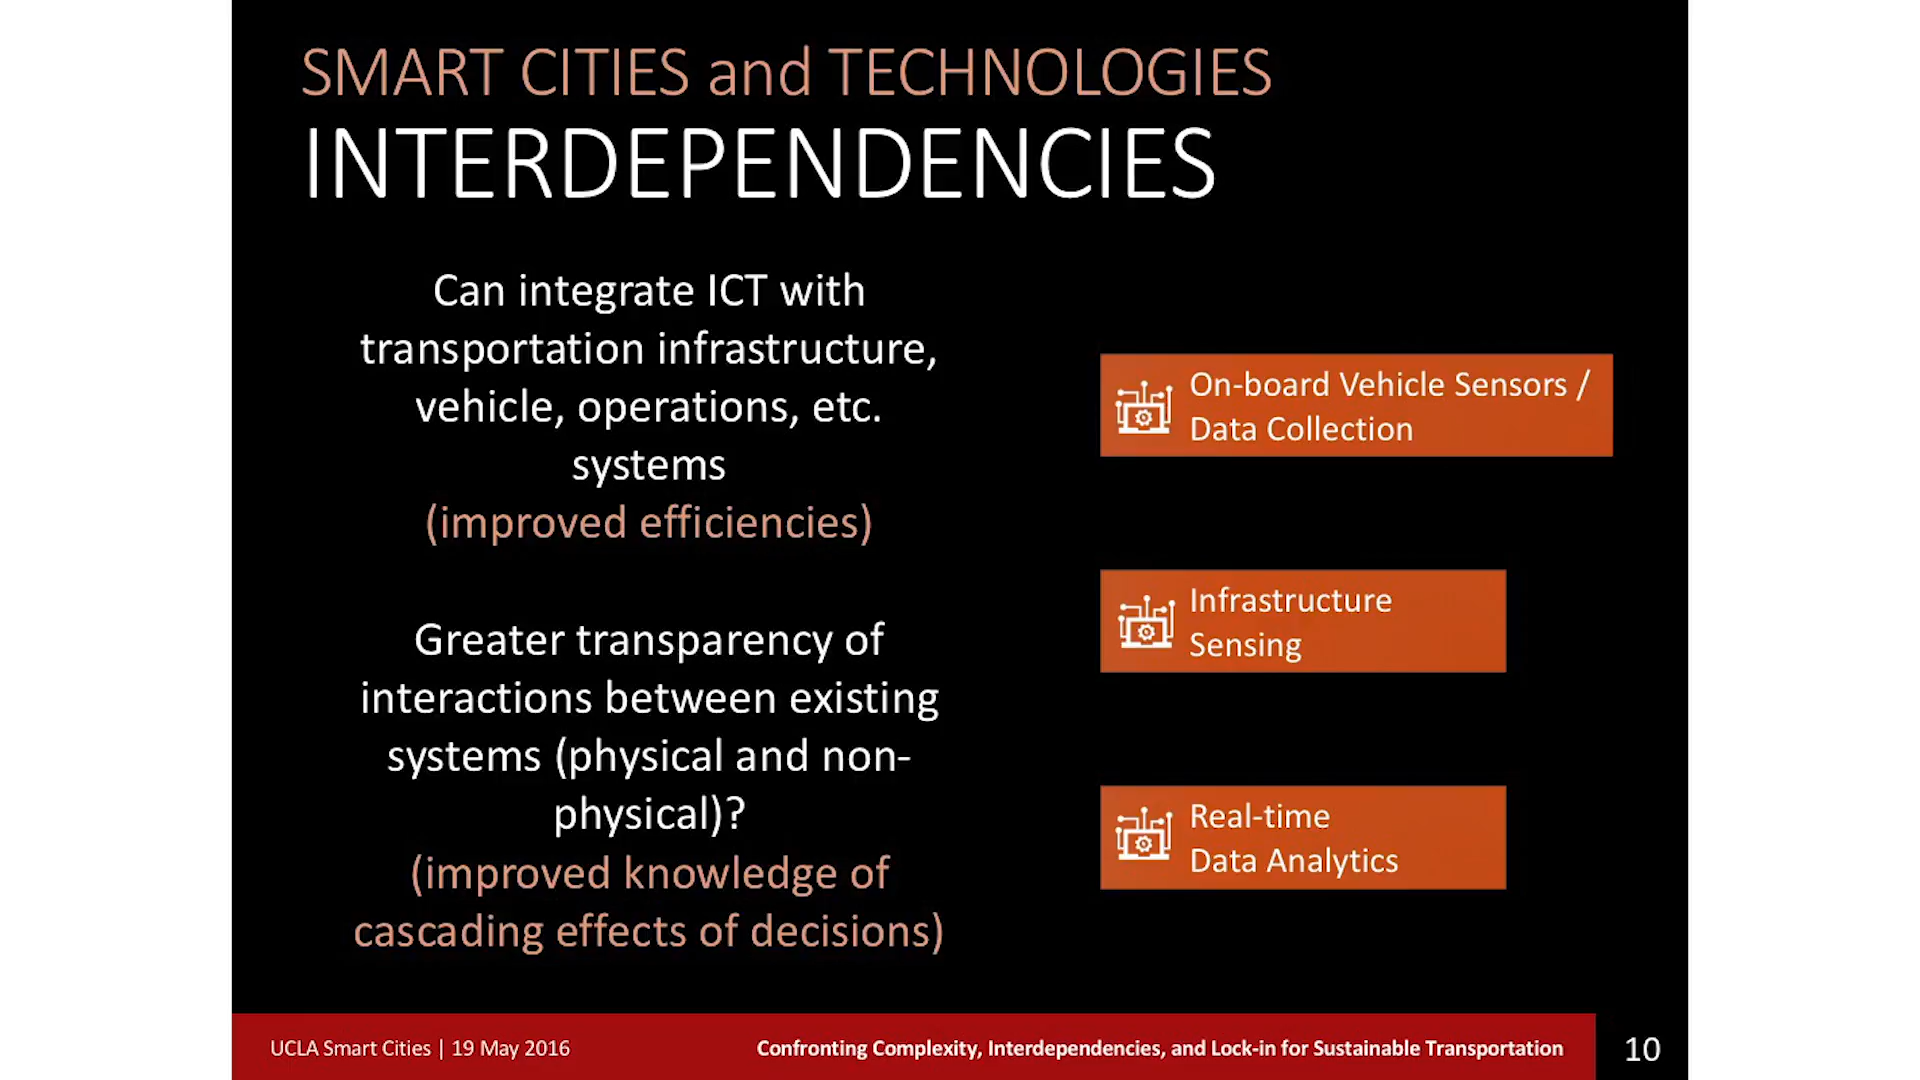 SMART CITIES and TECHNOLOGIES
INTERDEPENDENCIES
Can integrate ICT with
transportation infrastructure,
vehicle, operations, etc.
systems
(improved efficiencies)
Greater transparency of
interactions between existing
systems (physical and non-
physical)?
(improved knowledge of
cascading effects of decisions)
On-board Vehicle Sensors /
Data Collection
Infrastructure
Sensing
Real-time
Data Analytics
UCLA Smart Cities | 19 May 2016
Confronting Complexity, Interdependencies, and Lock-in for Sustainable Transportation
10